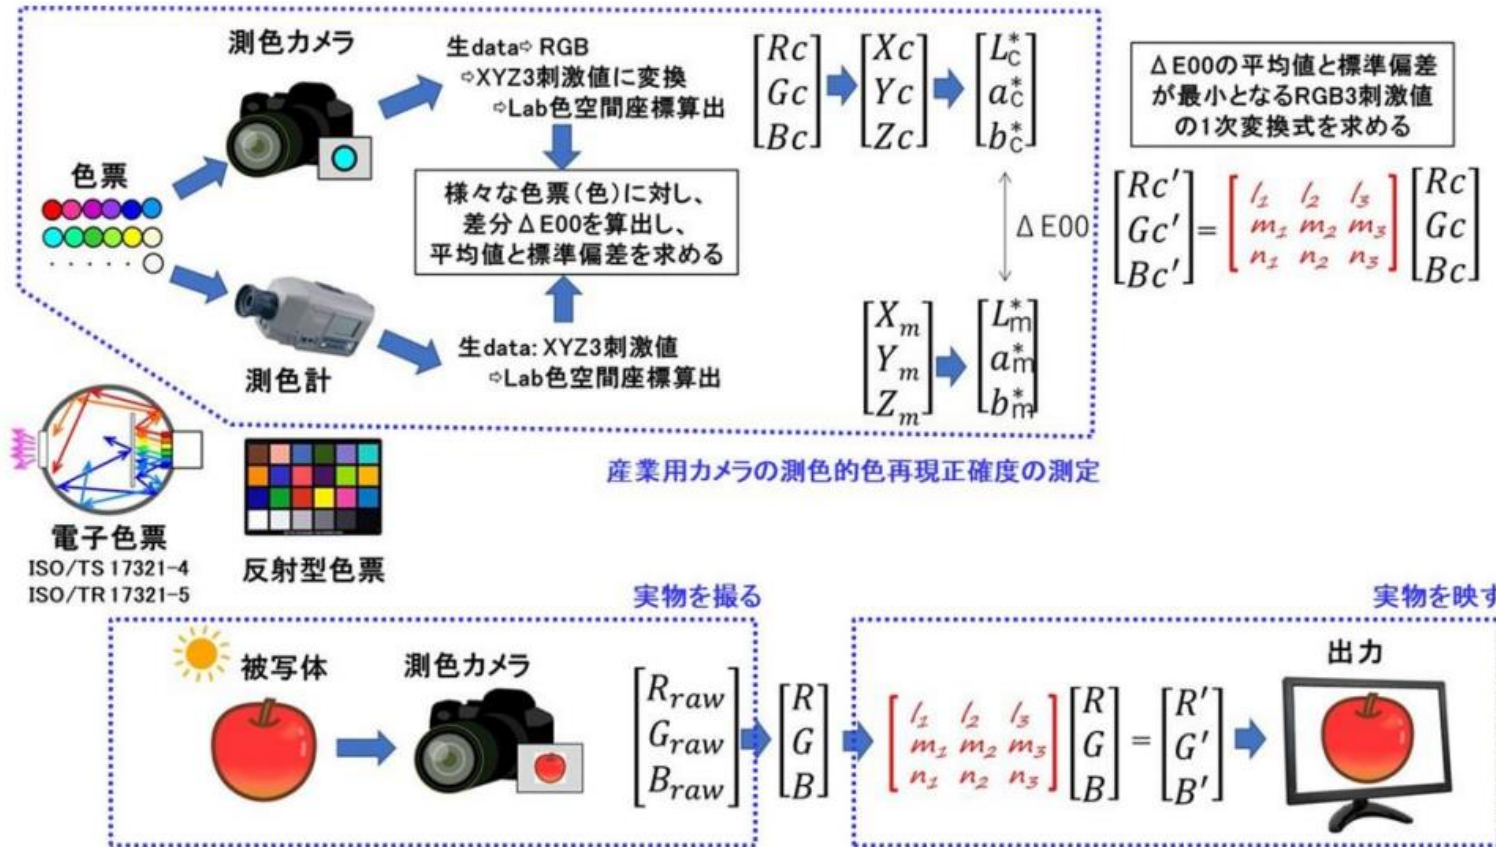 測色カメラ
生data⇨RGB
⇨XYZ3刺激値に変換
⇨Lab色空間座標算出
色票
様々な色票(色)に対し、
差分ΔE00を算出し、
平均値と標準偏差を求める
測色計
生data:XYZ3刺激値
⇨Lab色空間座標算出
Rc
Gc
Bc
Xc
Yc
Zc
L*C
a*C
b*C
ΔE00
Xm
Ym
Zm
L*m
a*m
b*m
ΔE00の平均値と標準偏差
が最小となるRGB3刺激値
の1次変換式を求める
Rc′
Gc′
Bc′
=
l1 l2 l3
m1 m2 m3
n1 n2 n3
Rc
Gc
Bc
産業用カメラの測色的色再現正確度の測定
電子色票
ISO/TS 17321-4
ISO/TR 17321-5
反射型色票
実物を撮る
被写体
測色カメラ
Rraw
Graw
Braw
R
G
B
実物を映す
l1 l2 l3
m1 m2 m3
n1 n2 n3
R
G
B
=
R′
G′
B′
出力